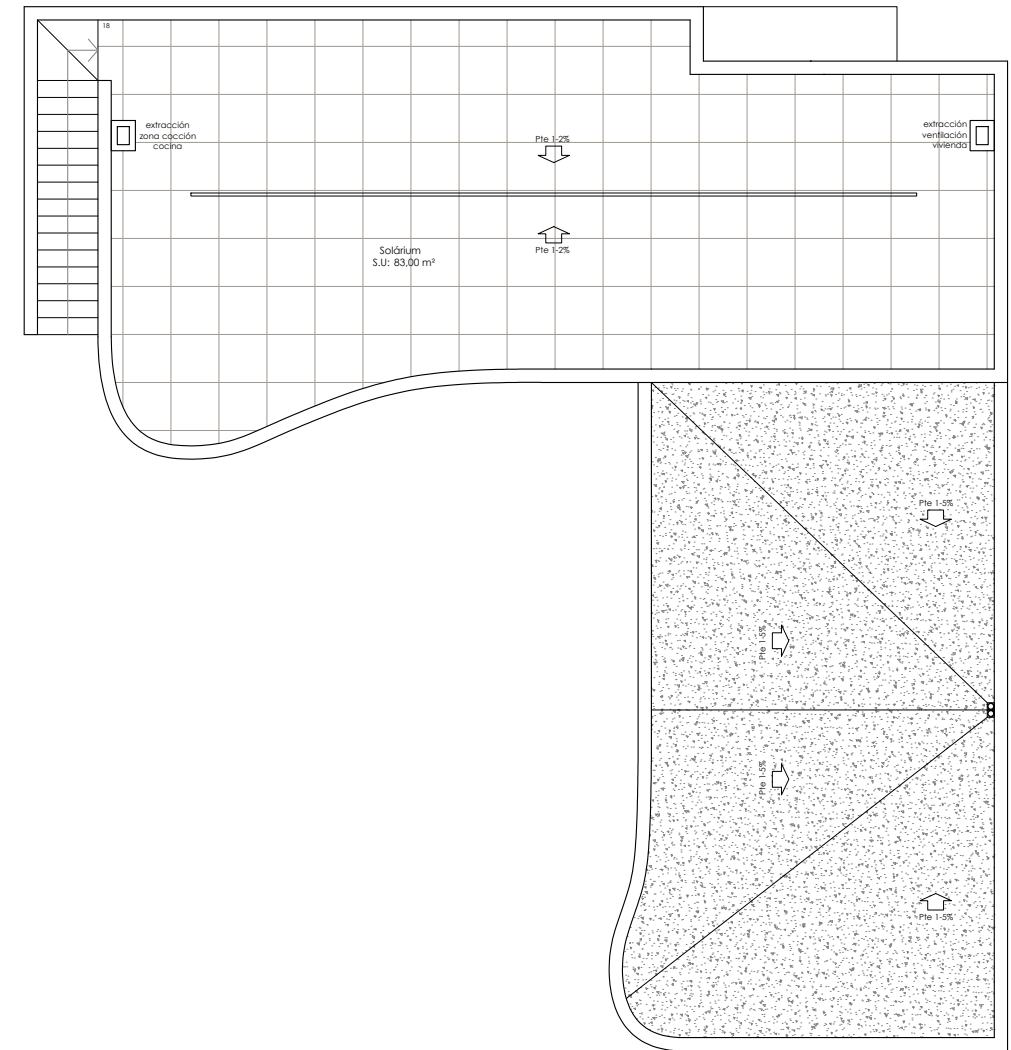 18
extracción
zona cocción
cocina
Pte 1-2%
extracción
ventilación
vivienda
Pte 1-2%
Solárium
S.U: 83,00 m²
Pte 1-5%
Pte 1-5%
Pte 1-5%
Pte 1-5%